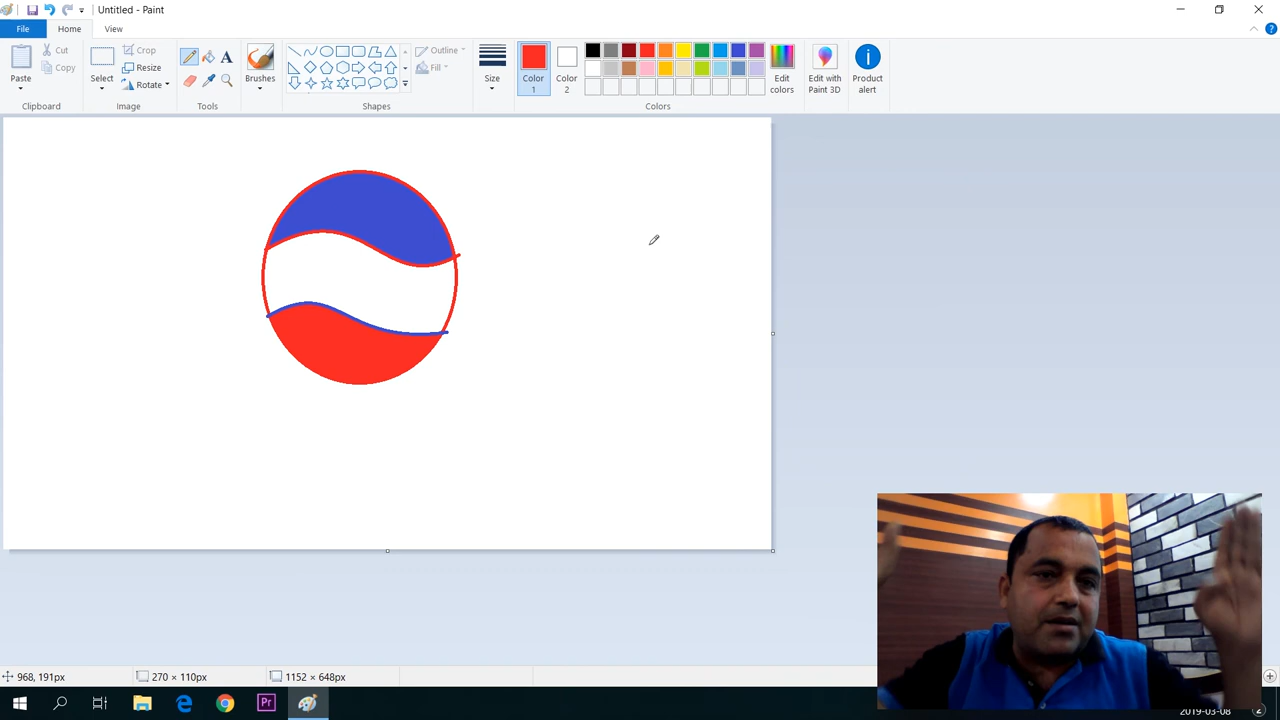 Untitled - Paint
File Home View
Paste
Cut
Copy
Clipboard
Select
Crop
Resize
Rotate
Image
Tools
Brushes
Outline
Fill
Shapes
Size
Color 1
Color 2
Edit colors
Colors
Edit with Paint 3D
Product alert
968, 191px
270 × 110px
1152 × 648px
Pr
2019-03-08
2